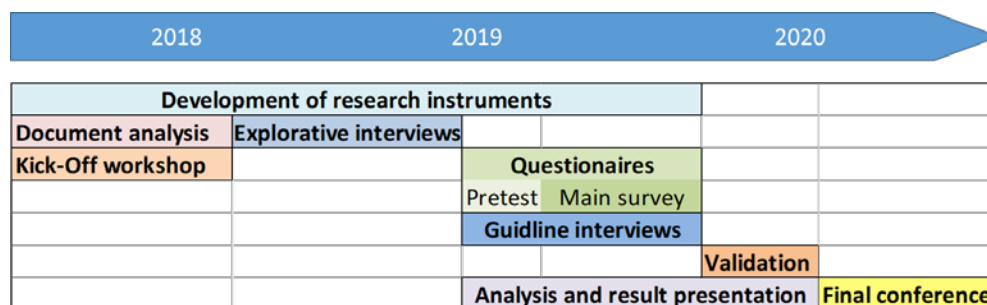 2018 2019 2020
Development of research instruments
Document analysis Explorative interviews
Kick-Off workshop Questionaires
Pretest Main survey
Guidline interviews
Validation
Analysis and result presentation Final conference